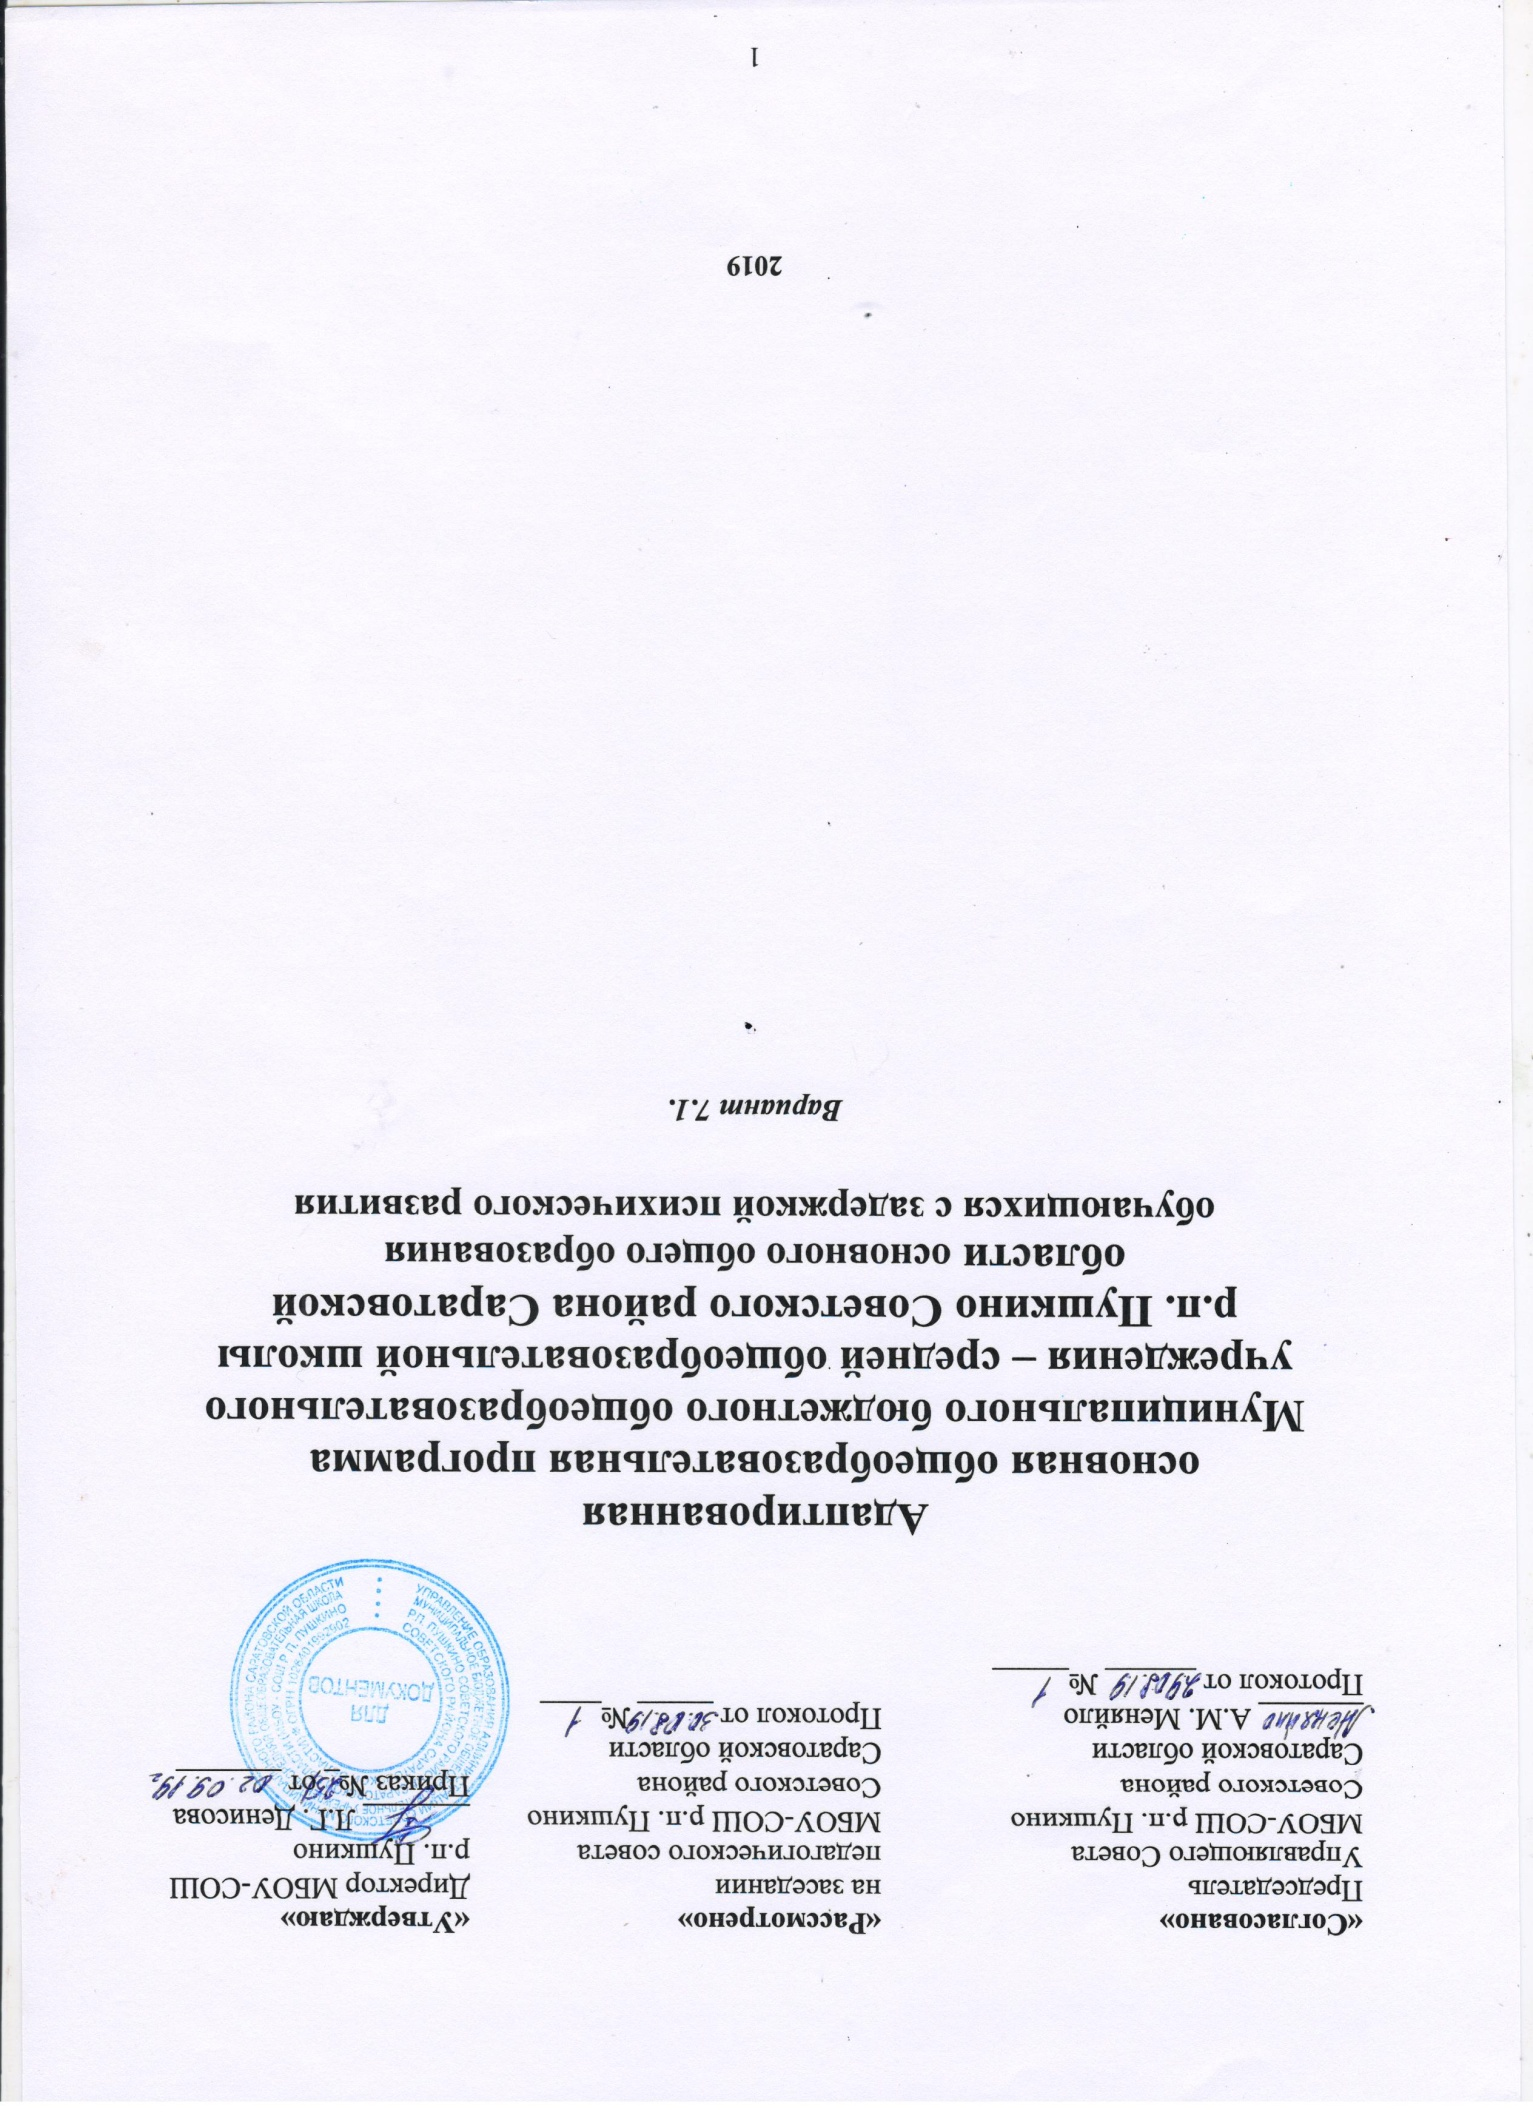 «Согласовано»
Председатель
Управляющего Совета
МБОУ-СОШ р.п. Пушкино
Советского района
Саратовской области
Меняйло А.М. Меняйло
Протокол от 29.08.19 № 1
«Рассмотрено»
на заседании
педагогического совета
МБОУ-СОШ р.п. Пушкино
Советского района
Саратовской области
Протокол от 30.08.19 № 1
«Утверждаю»
Директор МБОУ-СОШ
р.п. Пушкино
Л.Г. Денисова
Приказ № от 02.09.19г
ДЛЯ
ДОКУМЕНТОВ
Адаптированная
основная общеобразовательная программа
Муниципального бюджетного общеобразовательного
учреждения – средней общеобразовательной школы
р.п. Пушкино Советского района Саратовской
области основного общего образования
обучающихся с задержкой психического развития
Вариант 7.1.
2019
1